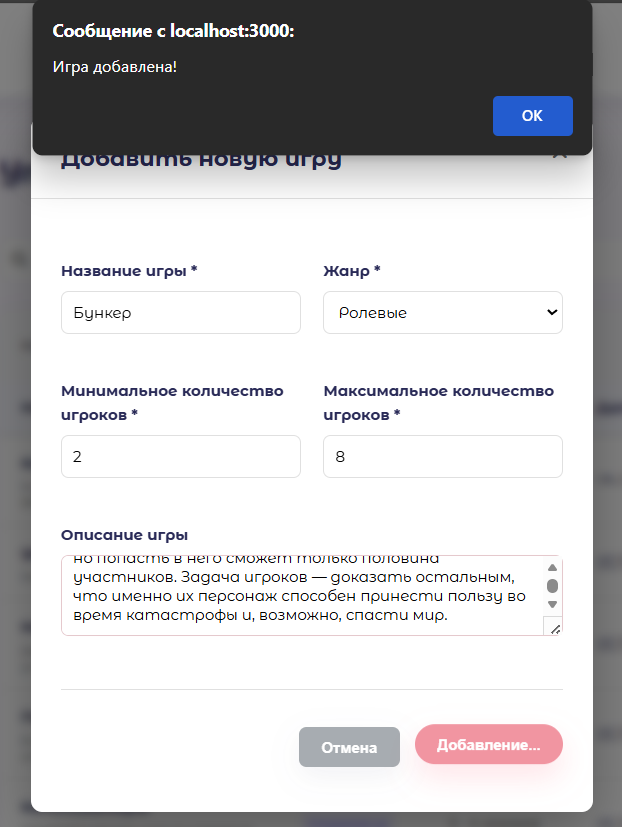 Сообщение с localhost:3000:
Игра добавлена!
OK
Добавить новую игру
Название игры *
Жанр *
Бункер
Ролевые
Минимальное количество игроков *
Максимальное количество игроков *
2
8
Описание игры
но попасть в него сможет только половина
участников. Задача игроков — доказать остальным,
что именно их персонаж способен принести пользу во
время катастрофы и, возможно, спасти мир.
Отмена
Добавление...